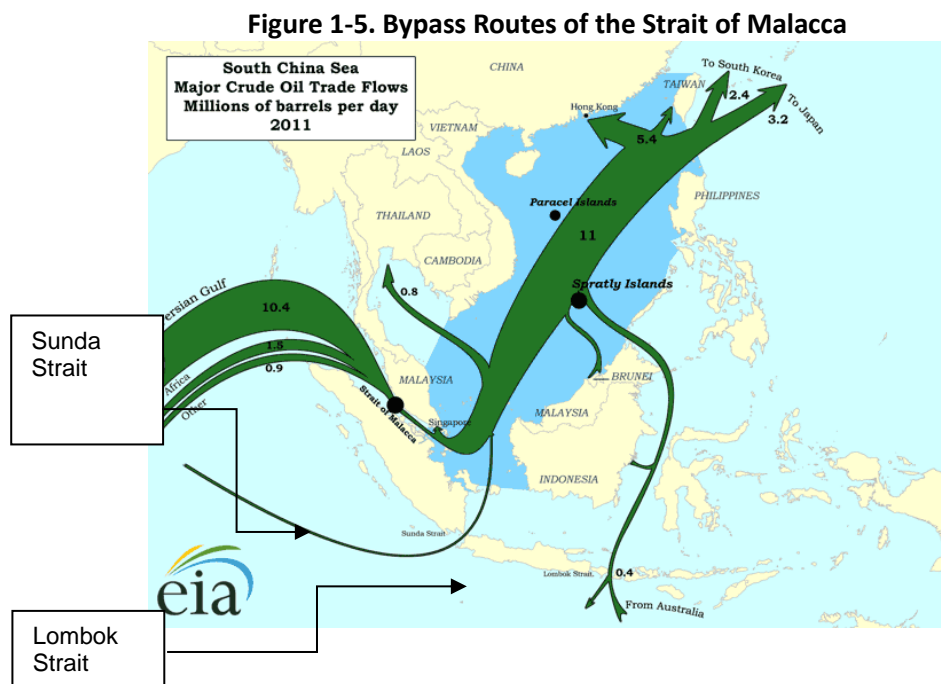 Figure 1-5. Bypass Routes of the Strait of Malacca
South China Sea
Major Crude Oil Trade Flows
Millions of barrels per day
2011
CHINA
TAIWAN
To South Korea
2.4
To Japan
3.2
Hong Kong
5.4
VIETNAM
LAOS
THAILAND
CAMBODIA
Paracel Islands
PHILIPPINES
11
Spratly Islands
0.8
ersian Gulf
10.4
1.5
Africa
0.9
Other
MALAYSIA
Strait of Malacca
Singapore
BRUNEI
MALAYSIA
INDONESIA
Sunda Strait
Lombok Strait
0.4
From Australia
eia
Sunda
Strait
Lombok
Strait